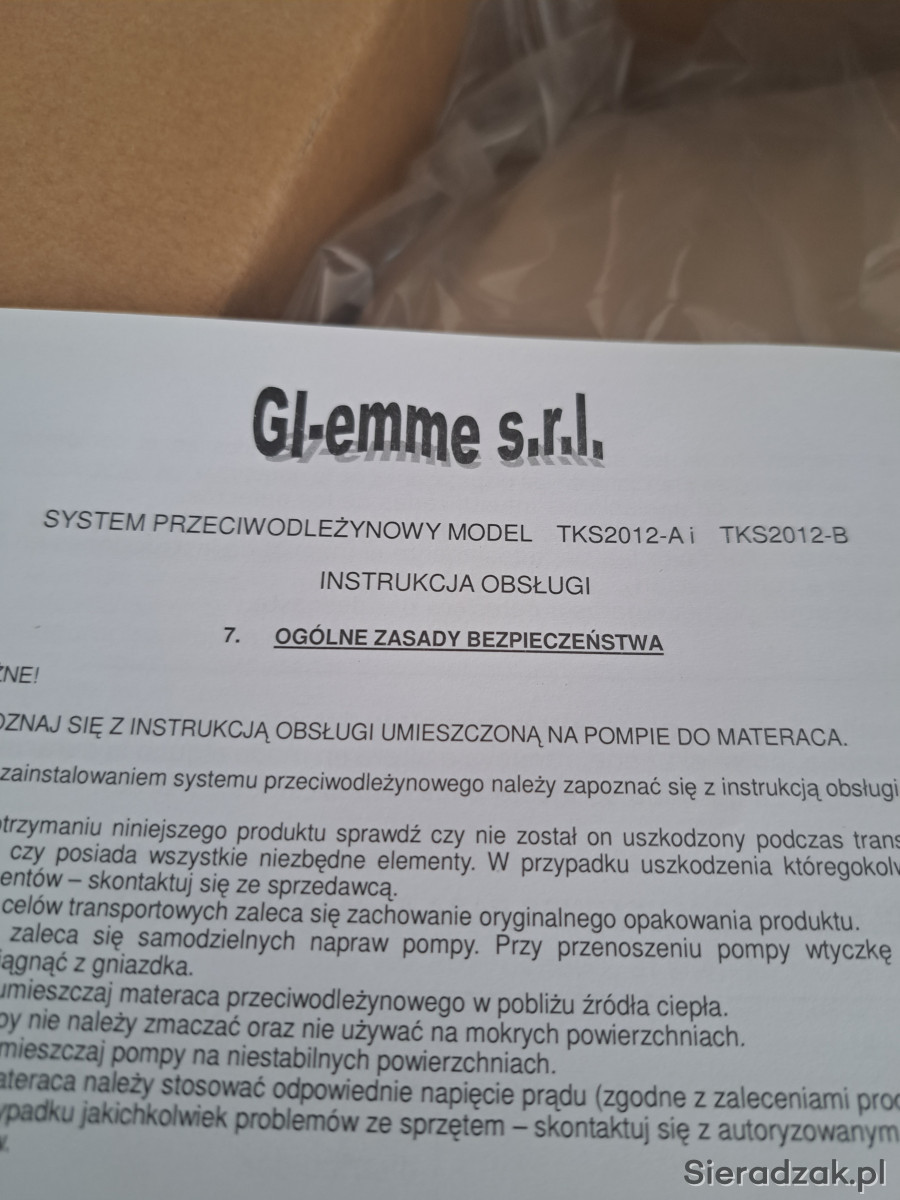 GI-emme s.r.l.
SYSTEM PRZECIWODLEŻYNOWY MODEL TKS2012-A i TKS2012-B
INSTRUKCJA OBSŁUGI
7. OGÓLNE ZASADY BEZPIECZEŃSTWA
ŻNE!
OZNAJ SIĘ Z INSTRUKCJĄ OBSŁUGI UMIESZCZONĄ NA POMPIE DO MATERACA.
zainstalowaniem systemu przeciwodleżynowego należy zapoznać się z instrukcją obsługi
otrzymaniu niniejszego produktu sprawdź czy nie został on uszkodzony podczas trans
czy posiada wszystkie niezbędne elementy. W przypadku uszkodzenia któregokolw
entów – skontaktuj się ze sprzedawcą.
celów transportowych zaleca się zachowanie oryginalnego opakowania produktu.
zaleca się samodzielnych napraw pompy. Przy przenoszeniu pompy wtyczkę
iągnąć z gniazdka.
umieszczaj materaca przeciwodleżynowego w pobliżu źródła ciepła.
py nie należy zmaczać oraz nie używać na mokrych powierzchniach.
mieszczaj pompy na niestabilnych powierzchniach.
ateraca należy stosować odpowiednie napięcie prądu (zgodne z zaleceniami proc
ypadku jakichkolwiek problemów ze sprzętem – skontaktuj się z autoryzowanym
Sieradzak.pl